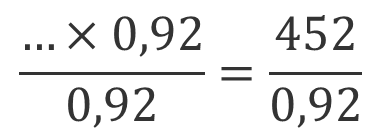 ... × 0,92 / 0,92 = 452 / 0,92